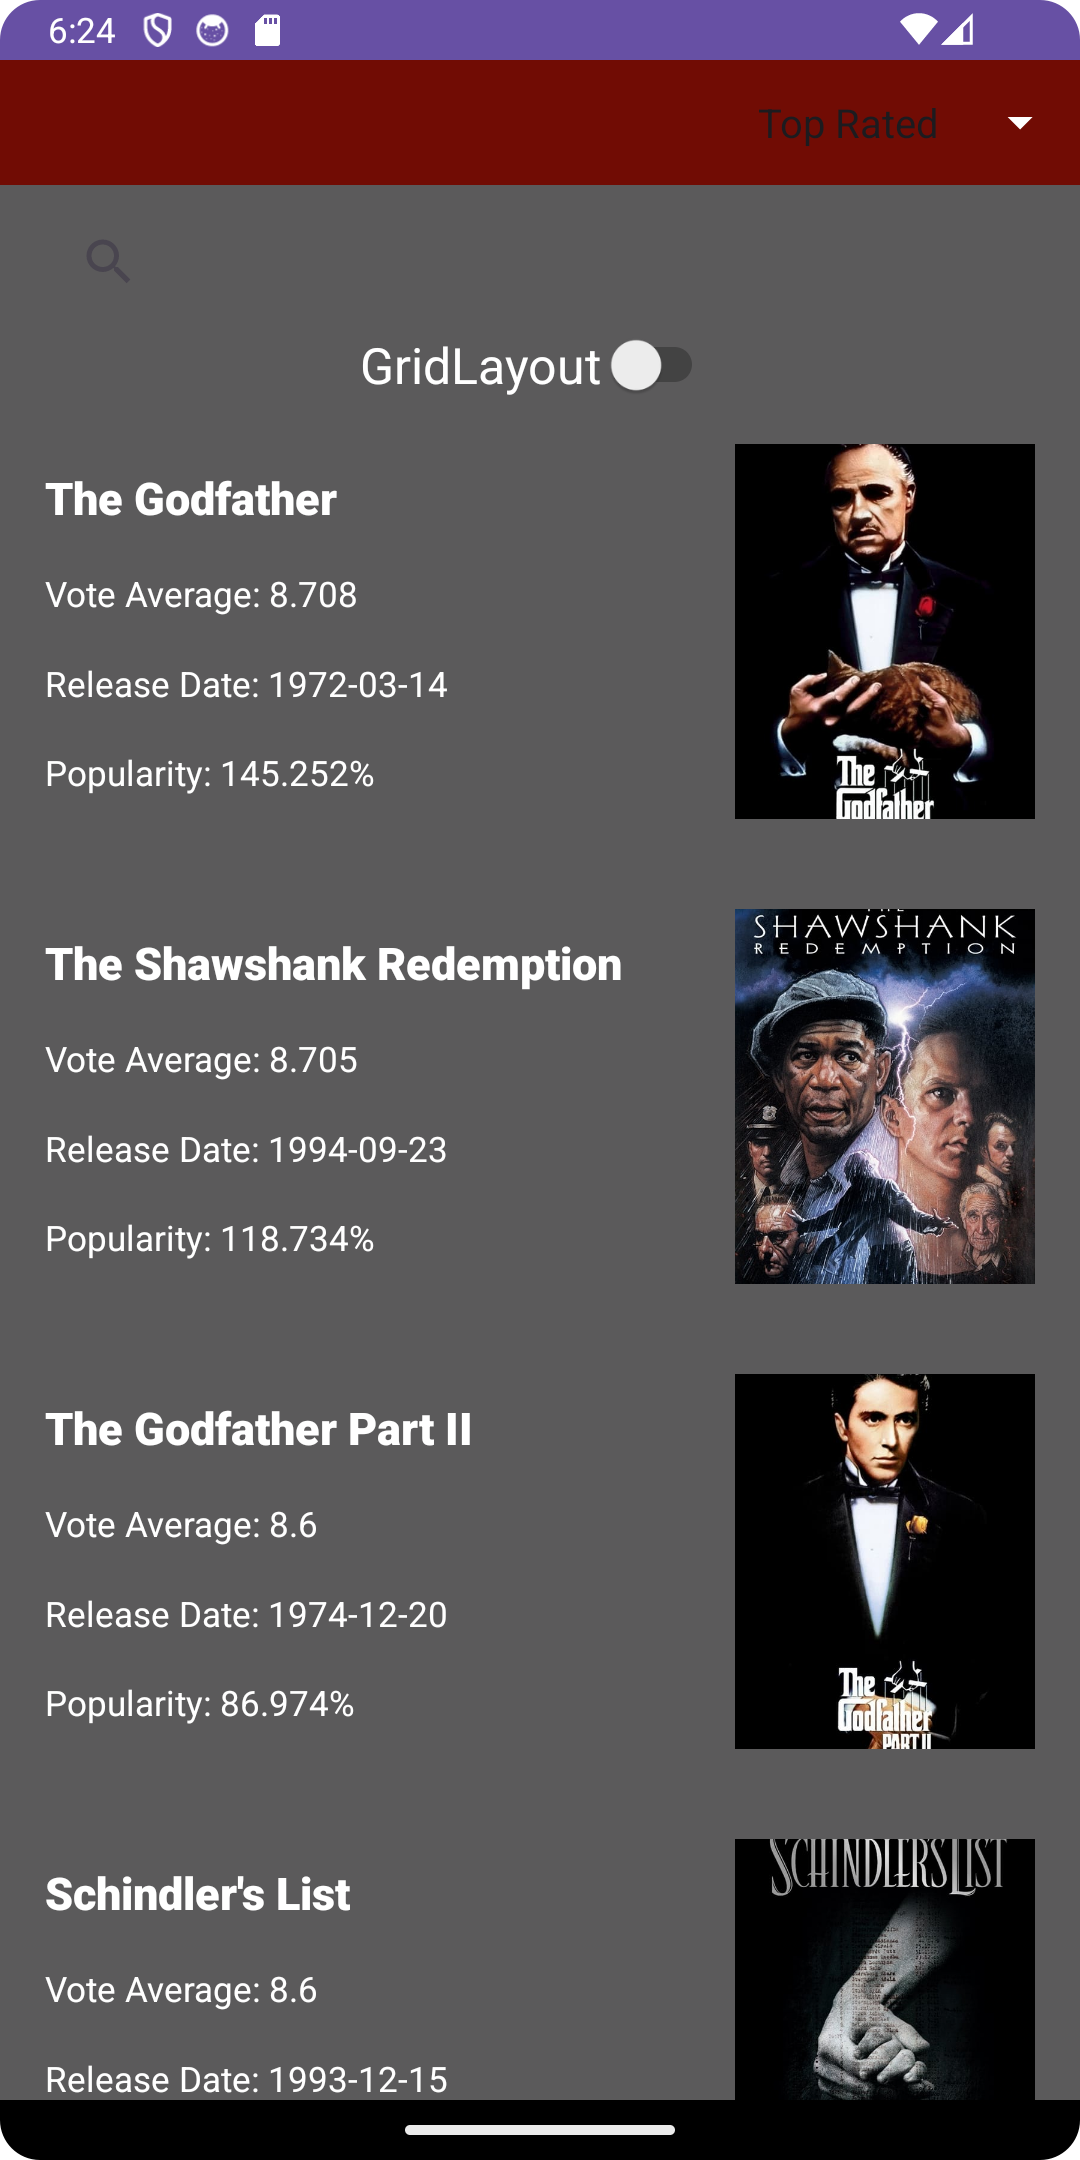 6:24
Top Rated
GridLayout
The Godfather
Vote Average: 8.708
Release Date: 1972-03-14
Popularity: 145.252%
The
Godfather
The Shawshank Redemption
Vote Average: 8.705
Release Date: 1994-09-23
Popularity: 118.734%
THE
SHAWSHANK
REDEMPTION
The Godfather Part II
Vote Average: 8.6
Release Date: 1974-12-20
Popularity: 86.974%
The
Godfather
PART II
Schindler's List
Vote Average: 8.6
Release Date: 1993-12-15
SCHINDLER'S LIST